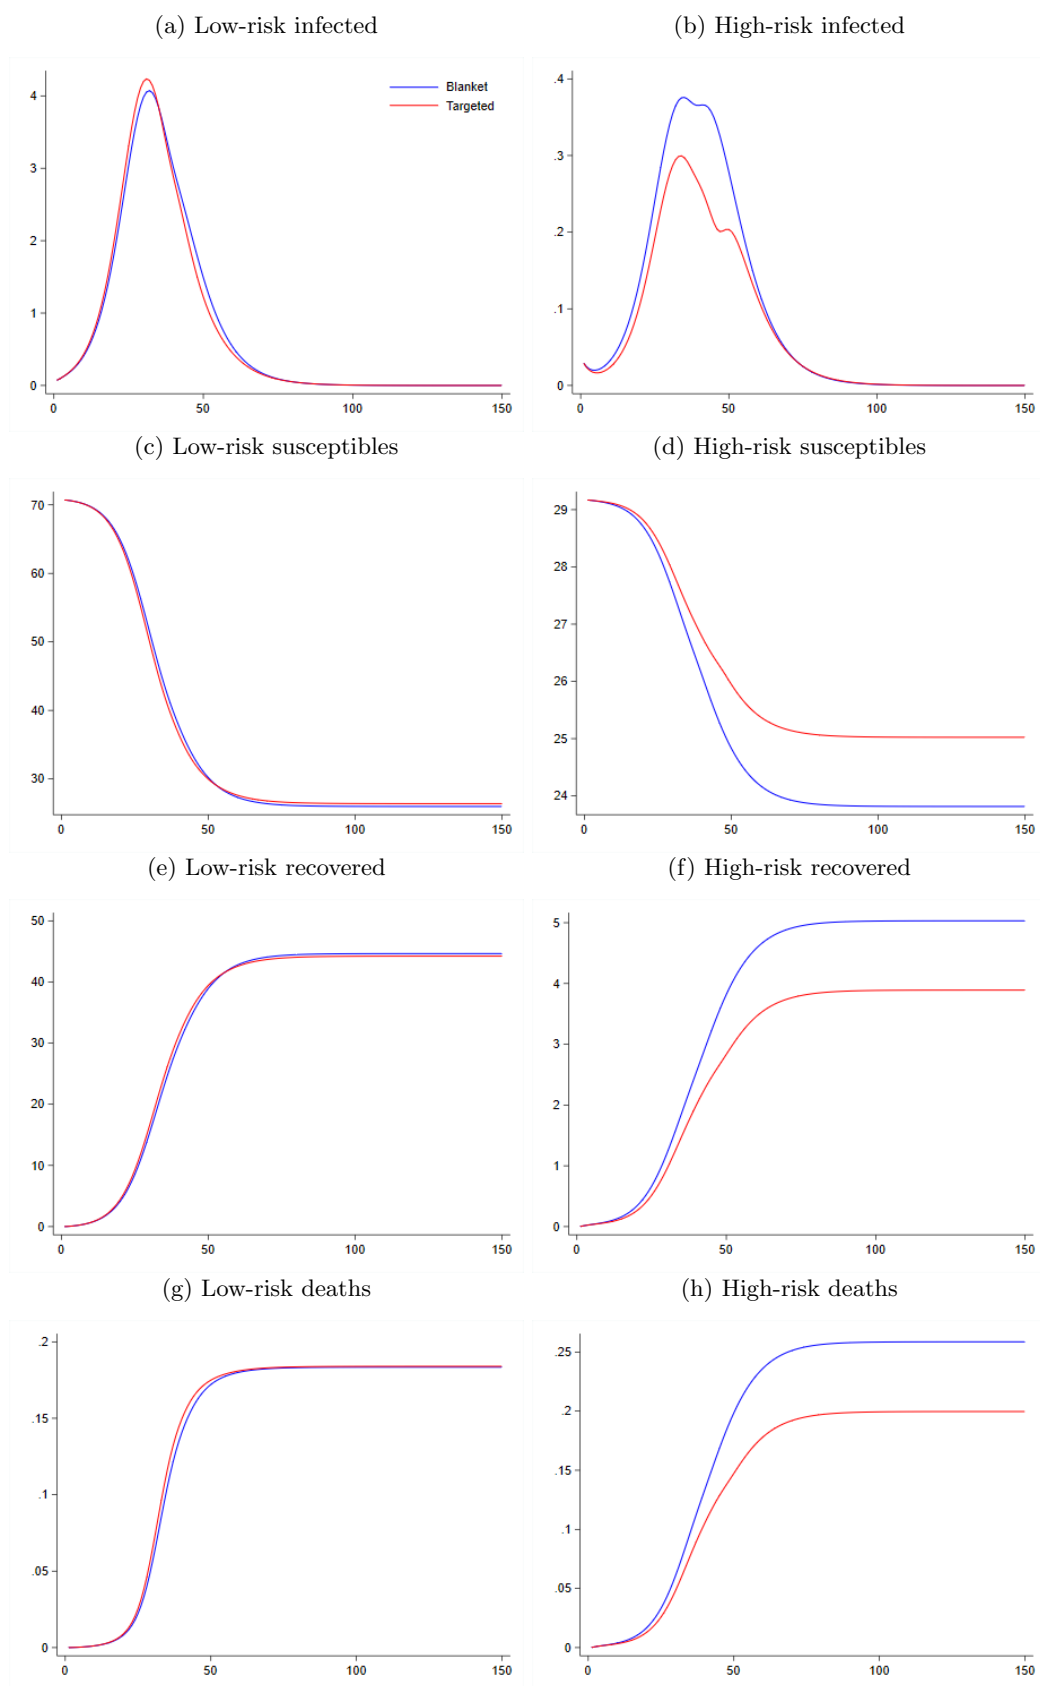 (a) Low-risk infected
(b) High-risk infected
4
3
2
1
0
0 50 100 150
Blanket
Targeted
.4
.3
.2
.1
0
0 50 100 150
(c) Low-risk susceptibles
(d) High-risk susceptibles
70
60
50
40
30
0 50 100 150
29
28
27
26
25
24
0 50 100 150
(e) Low-risk recovered
(f) High-risk recovered
50
40
30
20
10
0
0 50 100 150
5
4
3
2
1
0
0 50 100 150
(g) Low-risk deaths
(h) High-risk deaths
.2
.15
.1
.05
0
0 50 100 150
.25
.2
.15
.1
.05
0
0 50 100 150